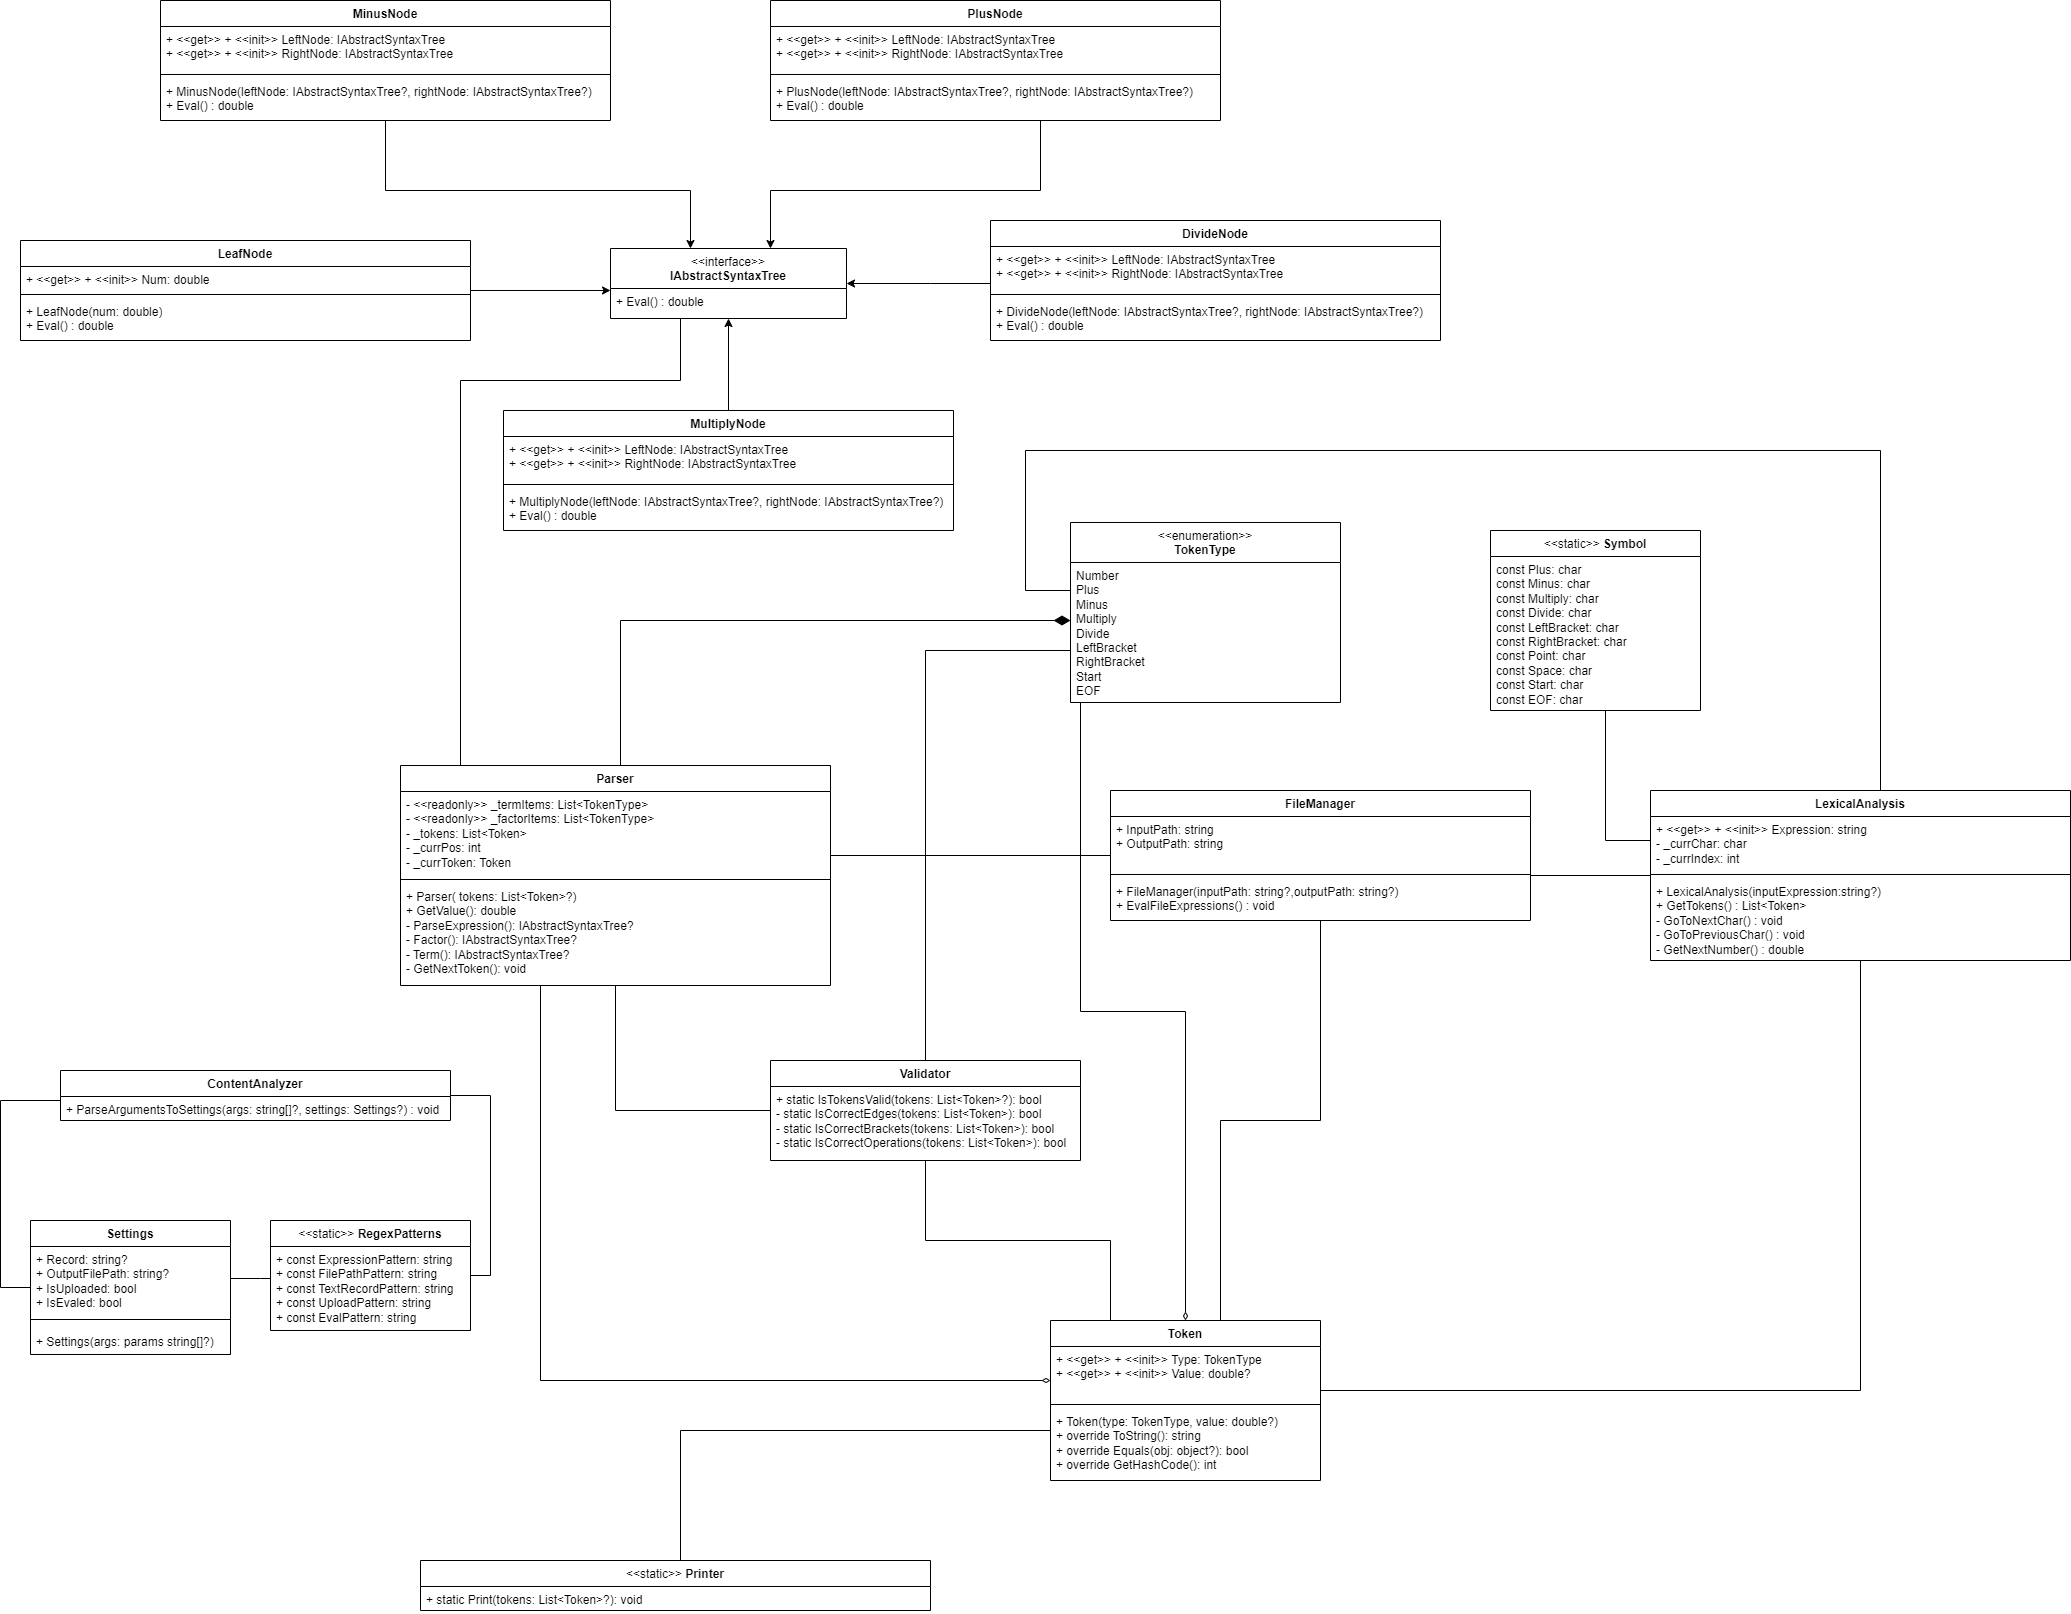 MinusNode
+ <<get>> + <<init>> LeftNode: IAbstractSyntaxTree
+ <<get>> + <<init>> RightNode: IAbstractSyntaxTree
+ MinusNode(leftNode: IAbstractSyntaxTree?, rightNode: IAbstractSyntaxTree?)
+ Eval() : double
PlusNode
+ <<get>> + <<init>> LeftNode: IAbstractSyntaxTree
+ <<get>> + <<init>> RightNode: IAbstractSyntaxTree
+ PlusNode(leftNode: IAbstractSyntaxTree?, rightNode: IAbstractSyntaxTree?)
+ Eval() : double
LeafNode
+ <<get>> + <<init>> Num: double
+ LeafNode(num: double)
+ Eval() : double
<<interface>>
IAbstractSyntaxTree
+ Eval() : double
DivideNode
+ <<get>> + <<init>> LeftNode: IAbstractSyntaxTree
+ <<get>> + <<init>> RightNode: IAbstractSyntaxTree
+ DivideNode(leftNode: IAbstractSyntaxTree?, rightNode: IAbstractSyntaxTree?)
+ Eval() : double
MultiplyNode
+ <<get>> + <<init>> LeftNode: IAbstractSyntaxTree
+ <<get>> + <<init>> RightNode: IAbstractSyntaxTree
+ MultiplyNode(leftNode: IAbstractSyntaxTree?, rightNode: IAbstractSyntaxTree?)
+ Eval() : double
<<enumeration>>
TokenType
Number
Plus
Minus
Multiply
Divide
LeftBracket
RightBracket
Start
EOF
<<static>> Symbol
const Plus: char
const Minus: char
const Multiply: char
const Divide: char
const LeftBracket: char
const RightBracket: char
const Point: char
const Space: char
const Start: char
const EOF: char
Parser
- <<readonly>> _termItems: List<TokenType>
- <<readonly>> _factorItems: List<TokenType>
- _tokens: List<Token>
- _currPos: int
- _currToken: Token
+ Parser( tokens: List<Token>?)
+ GetValue(): double
- ParseExpression(): IAbstractSyntaxTree?
- Factor(): IAbstractSyntaxTree?
- Term(): IAbstractSyntaxTree?
- GetNextToken(): void
FileManager
+ InputPath: string
+ OutputPath: string
+ FileManager(inputPath: string?,outputPath: string?)
+ EvalFileExpressions() : void
LexicalAnalysis
+ <<get>> + <<init>> Expression: string
- _currChar: char
- _currIndex: int
+ LexicalAnalysis(inputExpression:string?)
+ GetTokens() : List<Token>
- GoToNextChar() : void
- GoToPreviousChar() : void
- GetNextNumber() : double
ContentAnalyzer
+ ParseArgumentsToSettings(args: string[]?, settings: Settings?) : void
Validator
+ static IsTokensValid(tokens: List<Token>?): bool
- static IsCorrectEdges(tokens: List<Token>): bool
- static IsCorrectBrackets(tokens: List<Token>): bool
- static IsCorrectOperations(tokens: List<Token>): bool
Settings
+ Record: string?
+ OutputFilePath: string?
+ IsUploaded: bool
+ IsEvaled: bool
+ Settings(args: params string[]?)
<<static>> RegexPatterns
+ const ExpressionPattern: string
+ const FilePathPattern: string
+ const TextRecordPattern: string
+ const UploadPattern: string
+ const EvalPattern: string
Token
+ <<get>> + <<init>> Type: TokenType
+ <<get>> + <<init>> Value: double?
+ Token(type: TokenType, value: double?)
+ override ToString(): string
+ override Equals(obj: object?): bool
+ override GetHashCode(): int
<<static>> Printer
+ static Print(tokens: List<Token>?): void